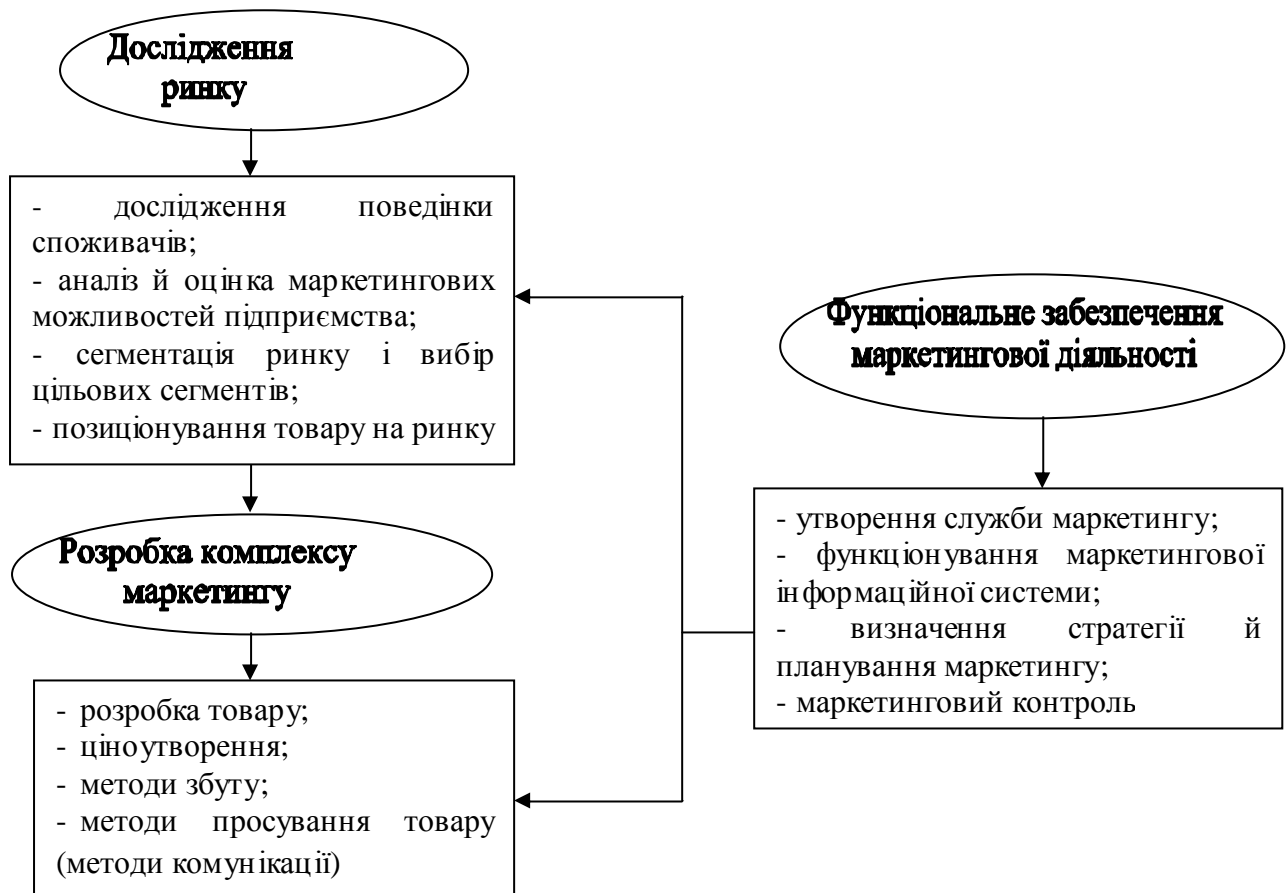 Дослідження
ринку
- дослідження поведінки
споживачів;
- аналіз й оцінка маркетингових
можливостей підприємства;
- сегментація ринку і вибір
цільових сегментів;
- позиціонування товару на ринку
Розробка комплексу
маркетингу
- розробка товару;
- ціноутворення;
- методи збуту;
- методи просування товару
(методи комунікації)
Функціональне забезпечення
маркетингової діяльності
- утворення служби маркетингу;
- функціонування маркетингової
інформаційної системи;
- визначення стратегії й
планування маркетингу;
- маркетинговий контроль